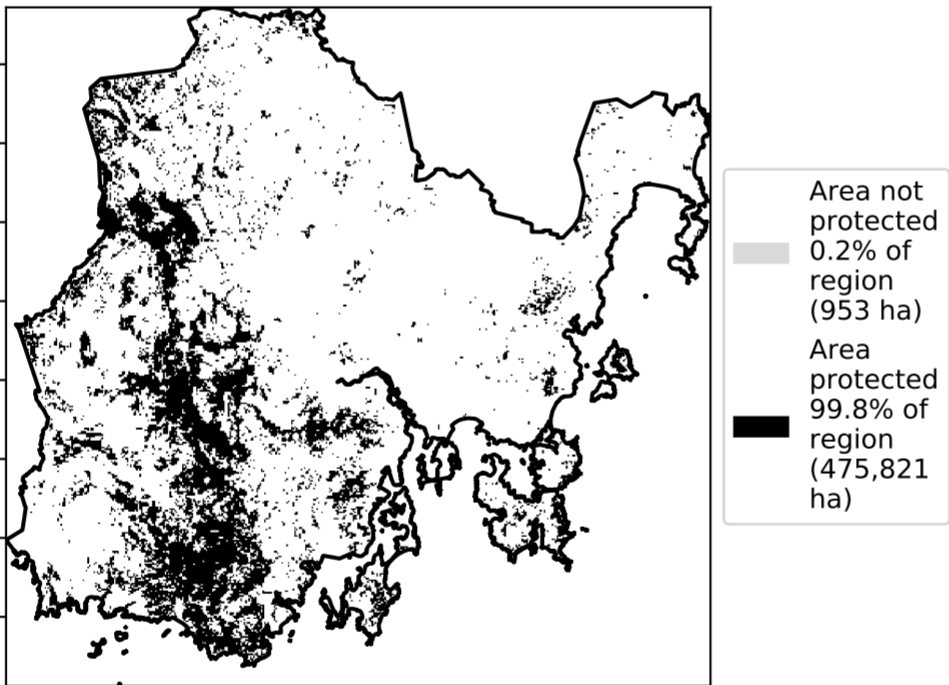 Area not
protected
0.2% of
region
(953 ha)
Area
protected
99.8% of
region
(475,821
ha)